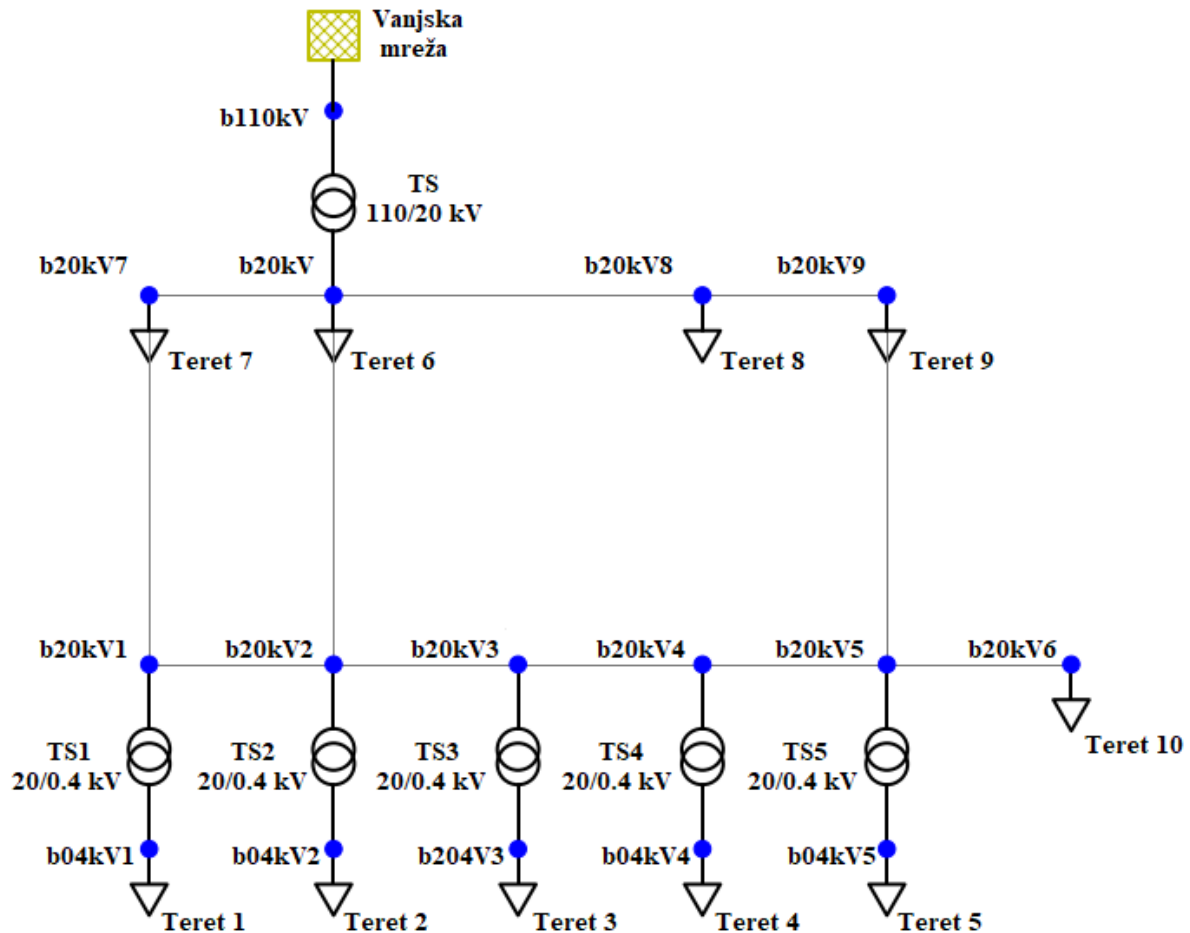 Vanjska
mreža
b110kV
TS
110/20 kV
b20kV7
b20kV
b20kV8
b20kV9
Teret 7
Teret 6
Teret 8
Teret 9
b20kV1
b20kV2
b20kV3
b20kV4
b20kV5
b20kV6
Teret 10
TS1
20/0.4 kV
TS2
20/0.4 kV
TS3
20/0.4 kV
TS4
20/0.4 kV
TS5
20/0.4 kV
b04kV1
b04kV2
b204V3
b04kV4
b04kV5
Teret 1
Teret 2
Teret 3
Teret 4
Teret 5